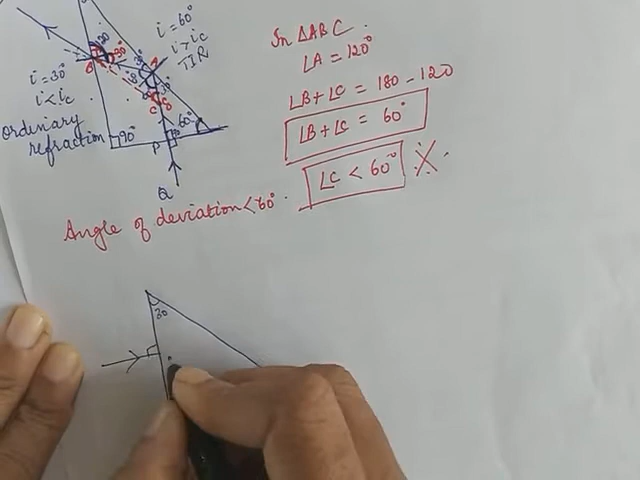 i=60°
i>ic
TIR
i=30°
i<ic
ordinary
refraction
90°
60°
P
Q
In ΔABC.
∠A = 120°
∠B+∠C = 180-120
∠B+∠C = 60°
∠C < 60°
Angle of deviation < 60°.
30